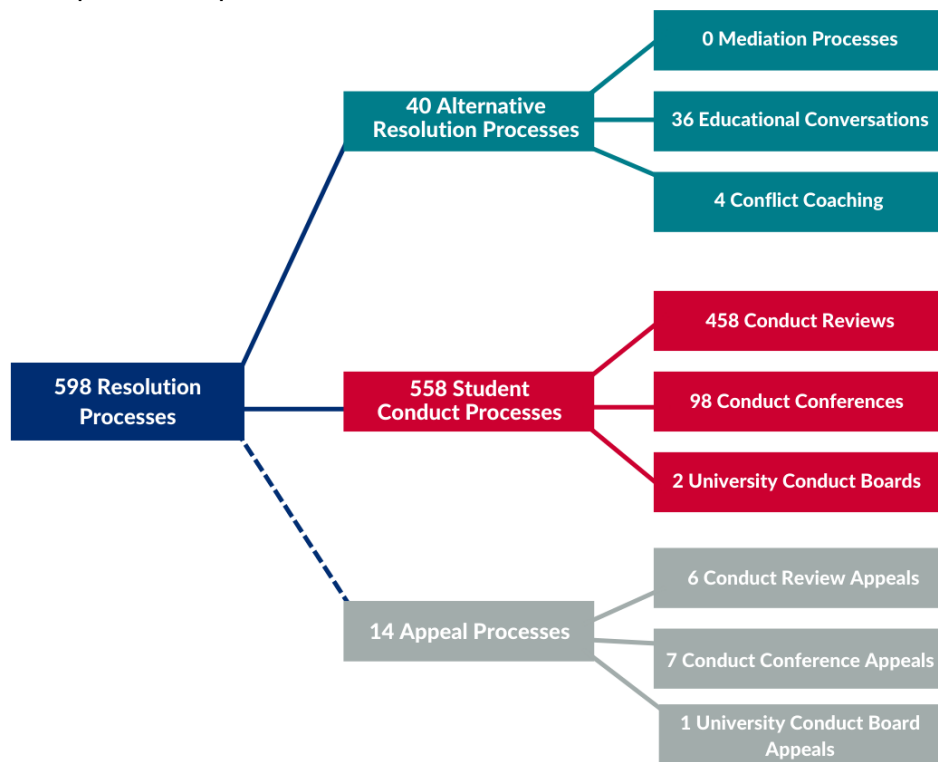 0 Mediation Processes
40 Alternative
Resolution Processes
36 Educational Conversations
4 Conflict Coaching
458 Conduct Reviews
598 Resolution
Processes
558 Student
Conduct Processes
98 Conduct Conferences
2 University Conduct Boards
6 Conduct Review Appeals
14 Appeal Processes
7 Conduct Conference Appeals
1 University Conduct Board
Appeals